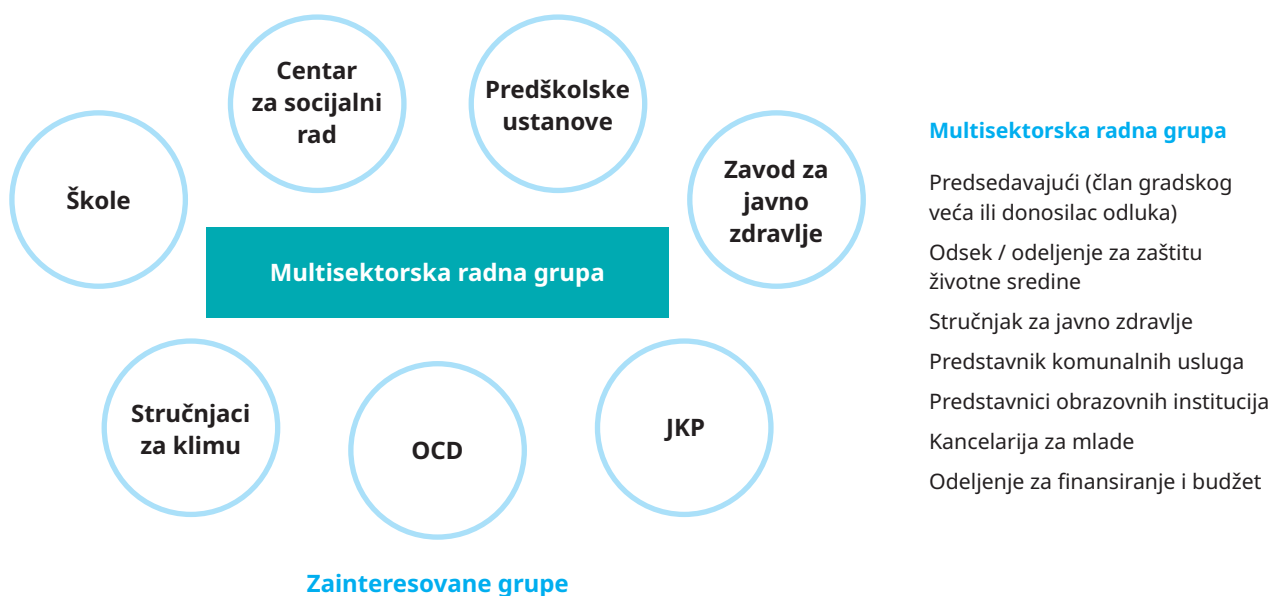 Centar
za socijalni
rad
Predškolske
ustanove
Škole
Zavod za
javno
zdravlje
Multisektorska radna grupa
Stručnjaci
za klimu
OCD
JKP
Zainteresovane grupe
Multisektorska radna grupa
Predsedavajući (član gradskog
veća ili donosilac odluka)
Odsek / odeljenje za zaštitu
životne sredine
Stručnjak za javno zdravlje
Predstavnik komunalnih usluga
Predstavnici obrazovnih institucija
Kancelarija za mlade
Odeljenje za finansiranje i budžet